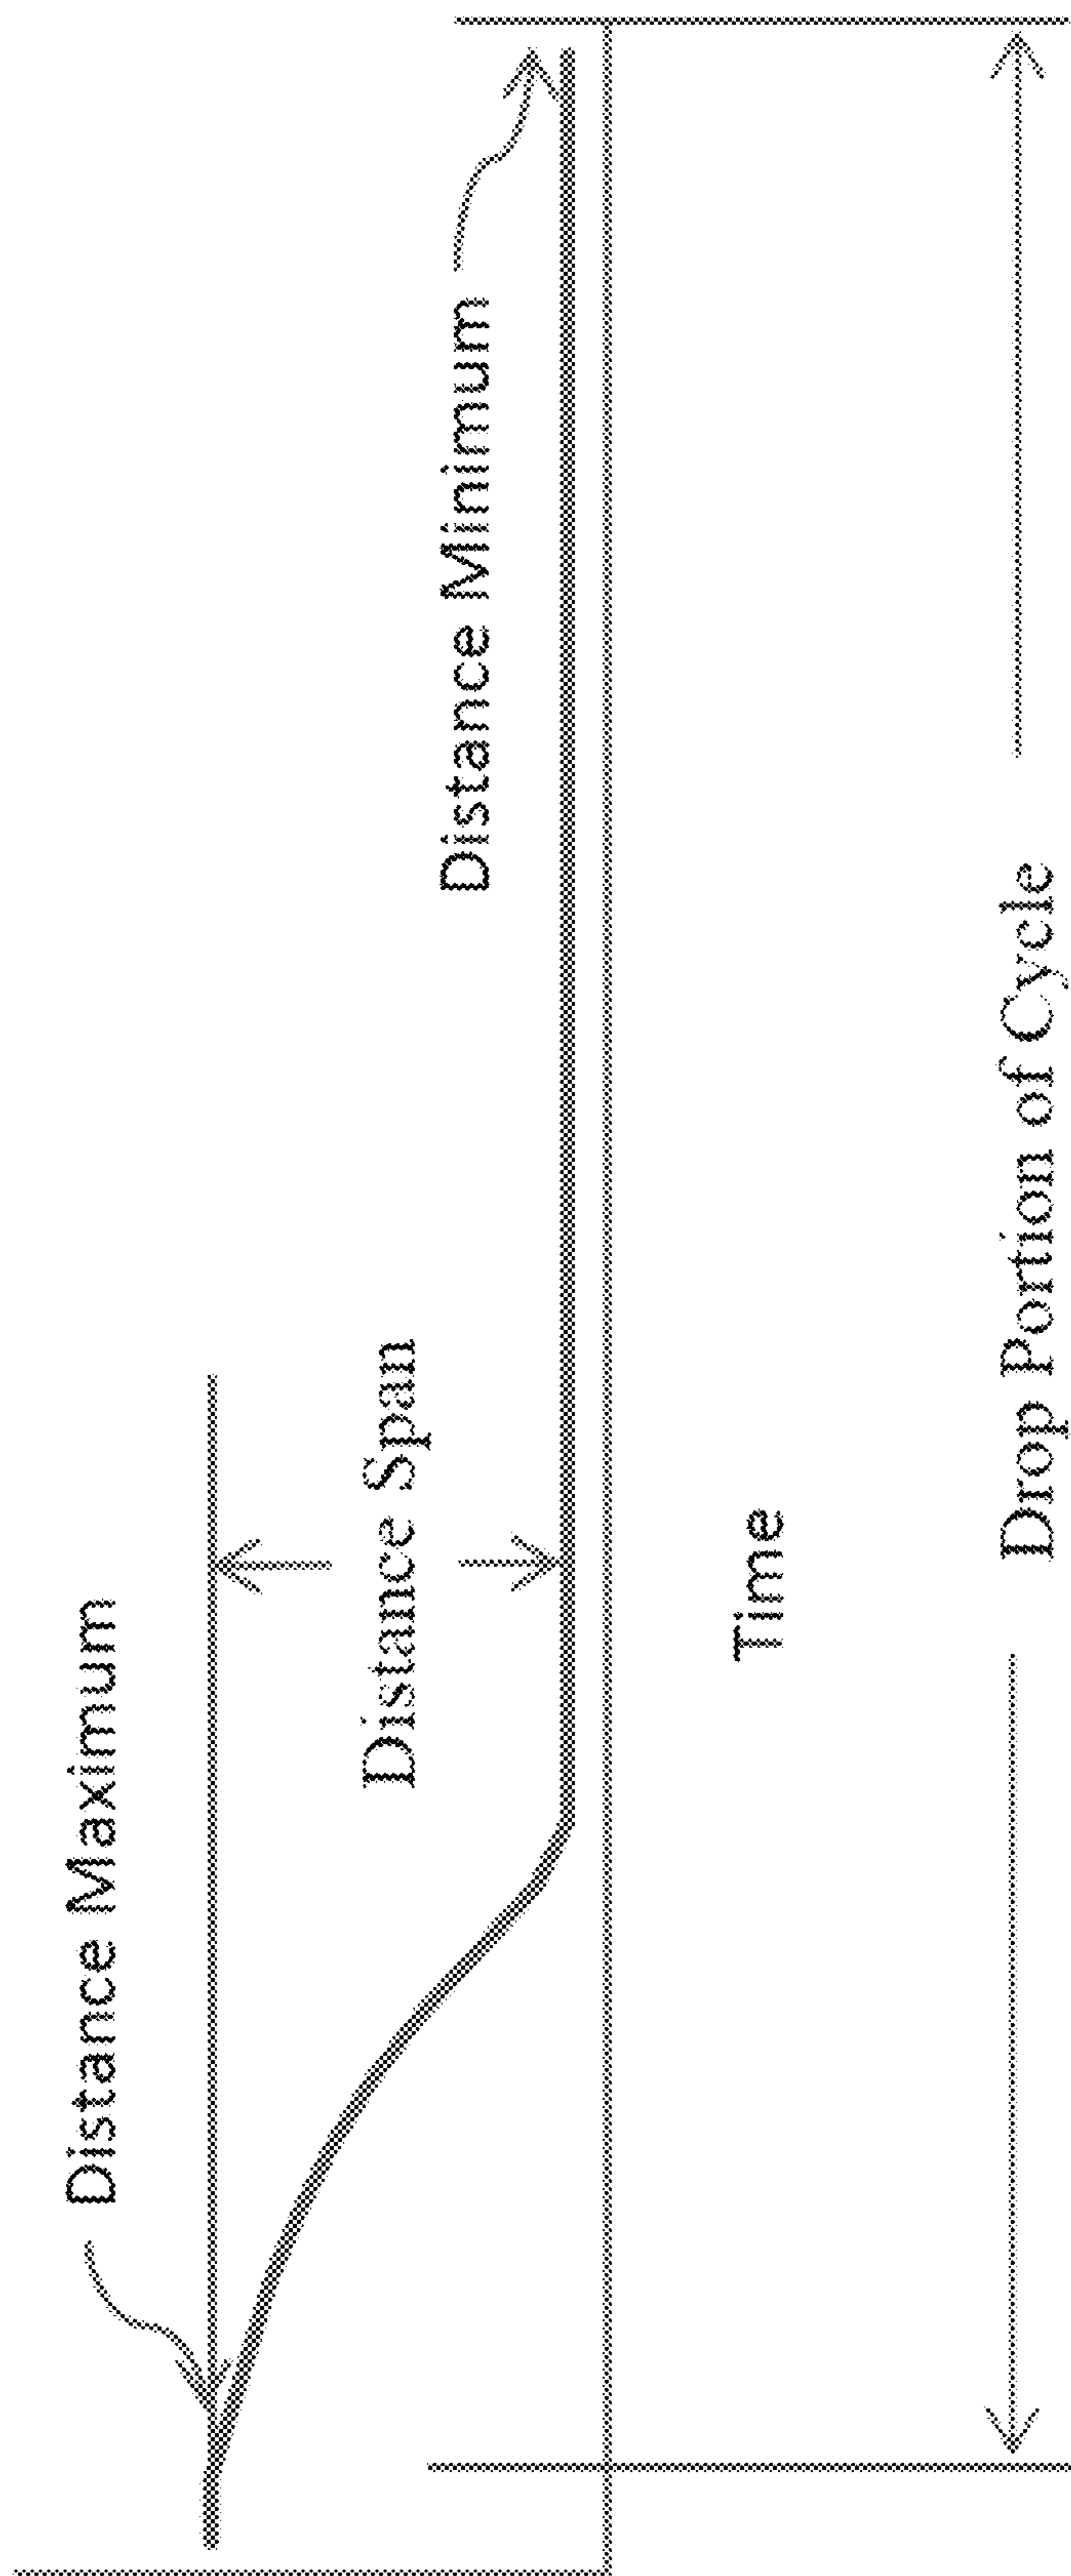 Distance Maximum
Distance Span
Distance Minimum
Time
Drop Portion of Cycle